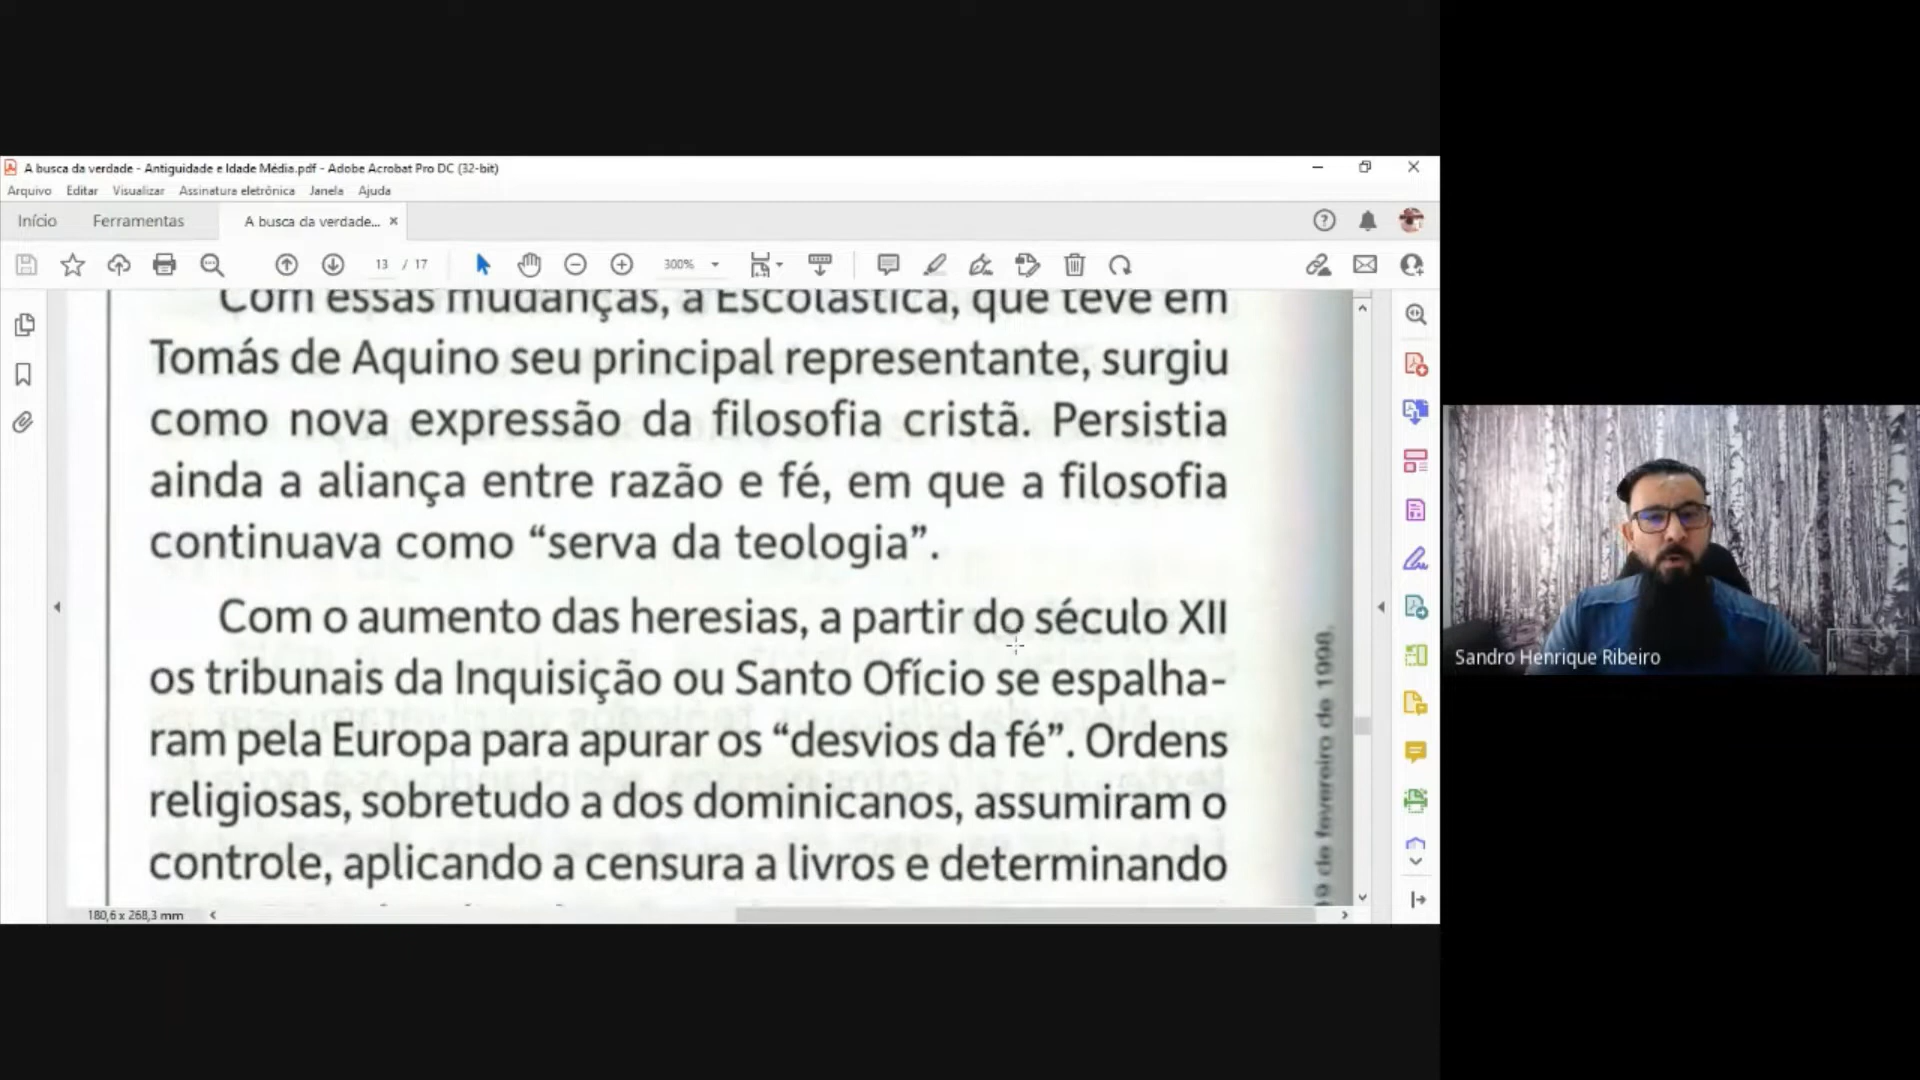 A busca da verdade - Antiguidade e Idade Média.pdf - Adobe Acrobat Pro DC (32-bit)
Arquivo Editar Visualizar Assinatura eletrônica Janela Ajuda
Início Ferramentas A busca da verdade...
13 / 17 300%
Com essas mudanças, a Escolástica, que teve em
Tomás de Aquino seu principal representante, surgiu
como nova expressão da filosofia cristã. Persistia
ainda a aliança entre razão e fé, em que a filosofia
continuava como “serva da teologia”.
Com o aumento das heresias, a partir do século XII
os tribunais da Inquisição ou Santo Ofício se espalha-
ram pela Europa para apurar os “desvios da fé”. Ordens
religiosas, sobretudo a dos dominicanos, assumiram o
controle, aplicando a censura a livros e determinando
de fevereiro de 1998.
180,6 x 268,3 mm
Sandro Henrique Ribeiro